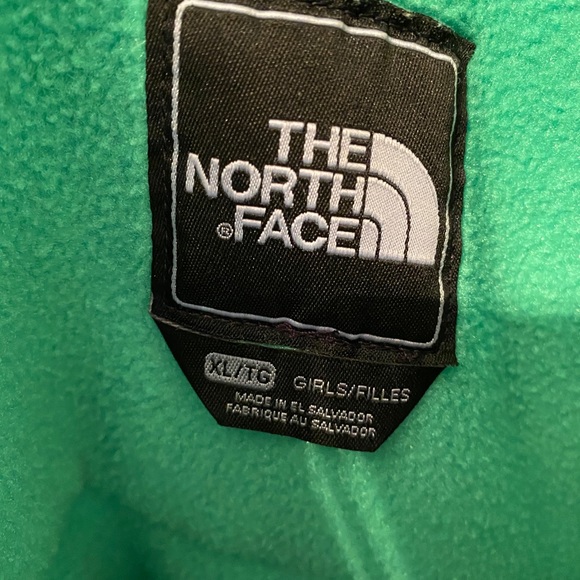 THE
NORTH
®FACE
XL/TG GIRLS/FILLES
MADE IN EL SALVADOR
FABRIQUE AU SALVADOR